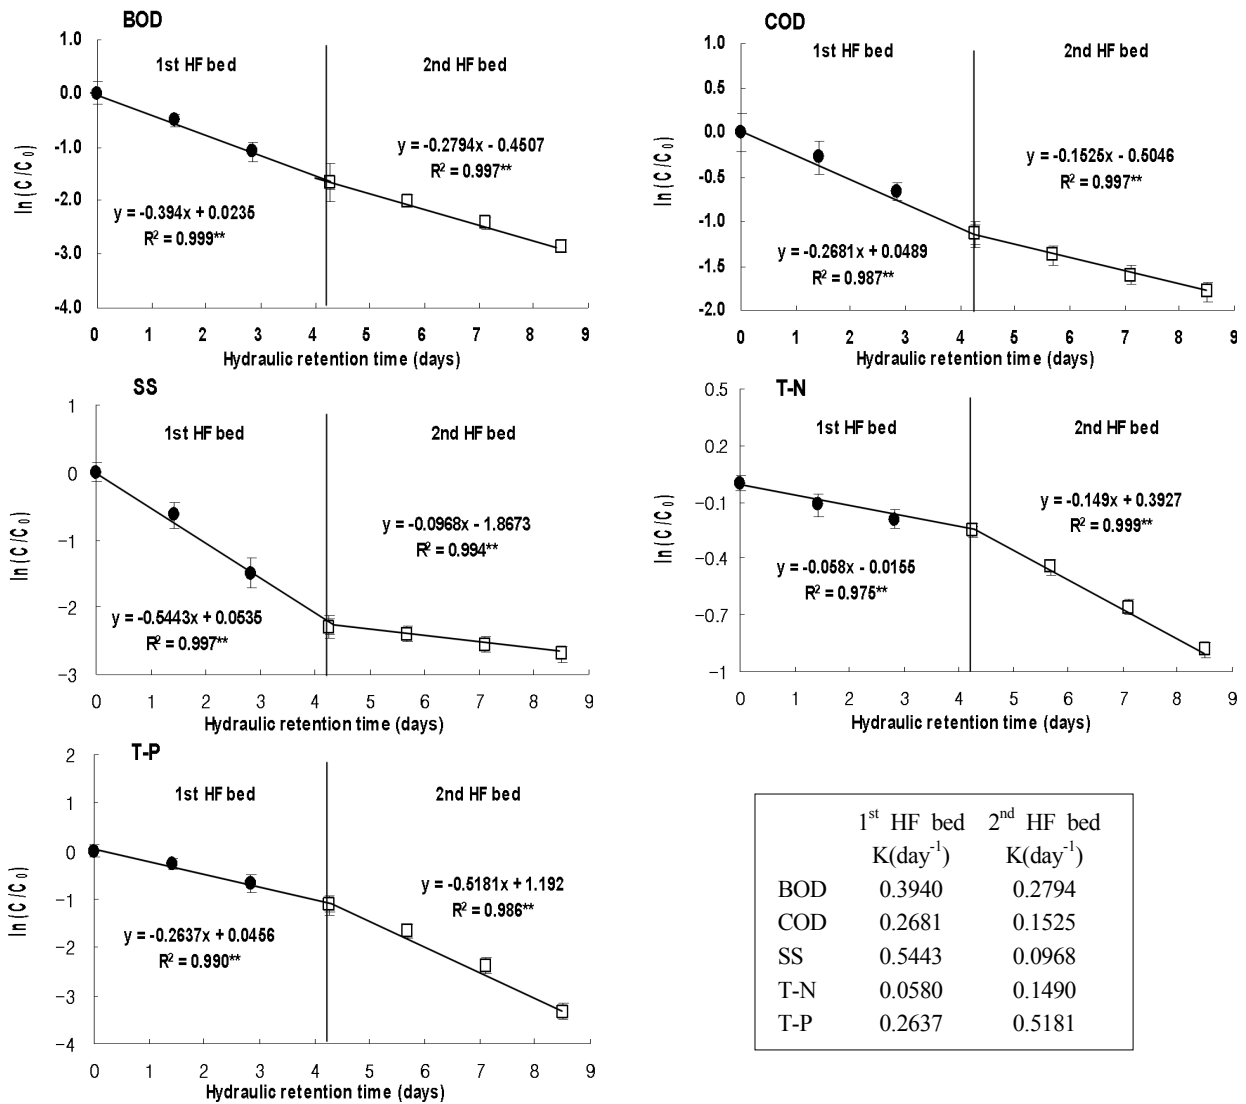 BOD
1.0
0.0
-1.0
-2.0
-3.0
-4.0
ln (C/C0)
1st HF bed
2nd HF bed
y = -0.2794x - 0.4507
R² = 0.997**
y = -0.394x + 0.0235
R² = 0.999**
0 1 2 3 4 5 6 7 8 9
Hydraulic retention time (days)
COD
1.0
0.5
0.0
-0.5
-1.0
-1.5
-2.0
ln (C/C0)
1st HF bed
2nd HF bed
y = -0.1525x - 0.5046
R² = 0.997**
y = -0.2681x + 0.0489
R² = 0.987**
0 1 2 3 4 5 6 7 8 9
Hydraulic retention time (days)
SS
1
0
−1
−2
−3
ln (C/C0)
1st HF bed
2nd HF bed
y = -0.0968x - 1.8673
R² = 0.994**
y = -0.5443x + 0.0535
R² = 0.997**
0 1 2 3 4 5 6 7 8 9
Hydraulic retention time (days)
T-N
0.5
0.2
−0.1
−0.4
−0.7
−1
ln (C/C0)
1st HF bed
2nd HF bed
y = -0.149x + 0.3927
R² = 0.999**
y = -0.058x - 0.0155
R² = 0.975**
0 1 2 3 4 5 6 7 8 9
Hydraulic retention time (days)
T-P
2
1
0
−1
−2
−3
−4
ln (C/C0)
1st HF bed
2nd HF bed
y = -0.5181x + 1.192
R² = 0.986**
y = -0.2637x + 0.0456
R² = 0.990**
0 1 2 3 4 5 6 7 8 9
Hydraulic retention time (days)
1st HF bed 2nd HF bed
K(day-1) K(day-1)
BOD 0.3940 0.2794
COD 0.2681 0.1525
SS 0.5443 0.0968
T-N 0.0580 0.1490
T-P 0.2637 0.5181